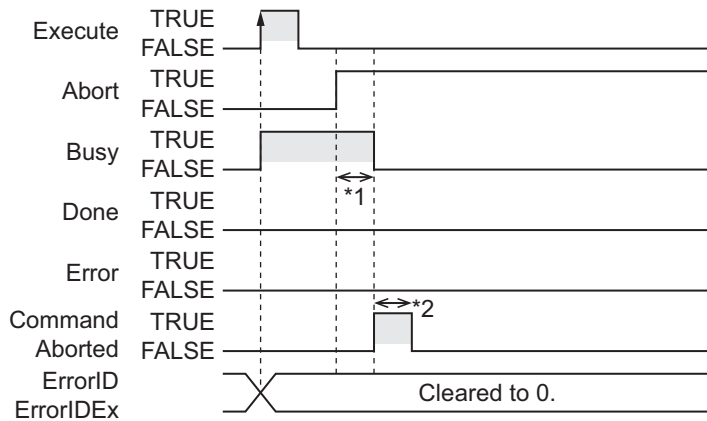 Execute TRUE
FALSE
Abort TRUE
FALSE
Busy TRUE
FALSE
*1
Done TRUE
FALSE
Error TRUE
FALSE
*2
Command TRUE
Aborted FALSE
ErrorID
ErrorIDEx
Cleared to 0.